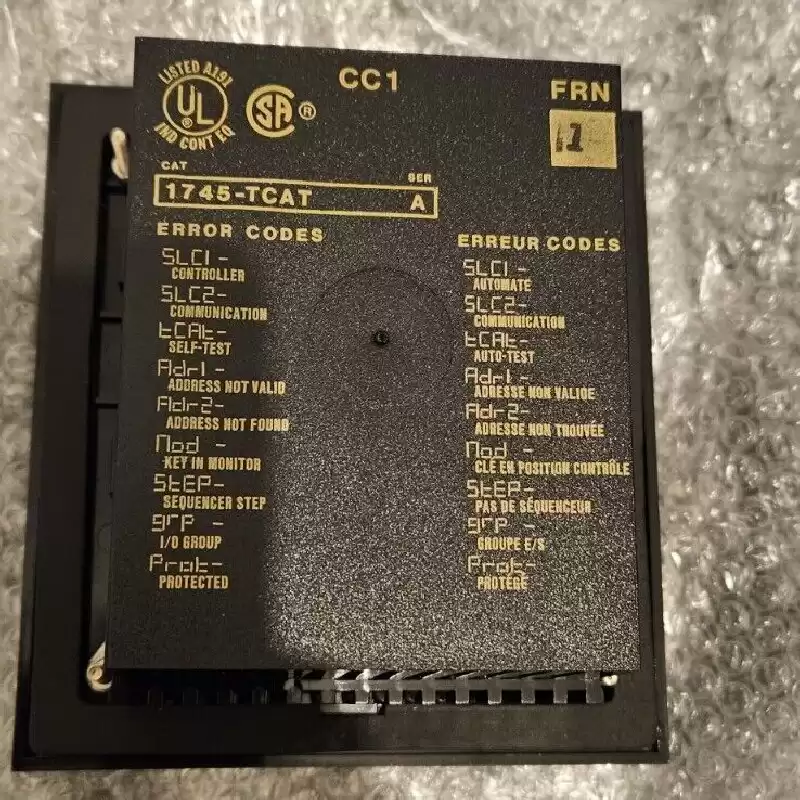 LISTED A197
UL ®
IND CONT EQ
SA ®
CC1
FRN
1
CAT
SER
1745-TCAT
A
ERROR CODES
SLC1 -
CONTROLLER
SLC2-
COMMUNICATION
tCAt-
SELF-TEST
Adr1 -
ADDRESS NOT VALID
Adr2-
ADDRESS NOT FOUND
Mod -
KEY IN MONITOR
StEP-
SEQUENCER STEP
grP -
I/O GROUP
Prot-
PROTECTED
ERREUR CODES
SLC1 -
AUTOMATE
SLC2-
COMMUNICATION
tCAt-
AUTO-TEST
Adr1 -
ADRESSE NON VALIDE
Adr2-
ADRESSE NON TROUVÉE
Mod -
CLÉ EN POSITION CONTRÔLE
StEP-
PAS DE SÉQUENCEUR
grP -
GROUPE E/S
Prot-
PROTÉGÉ